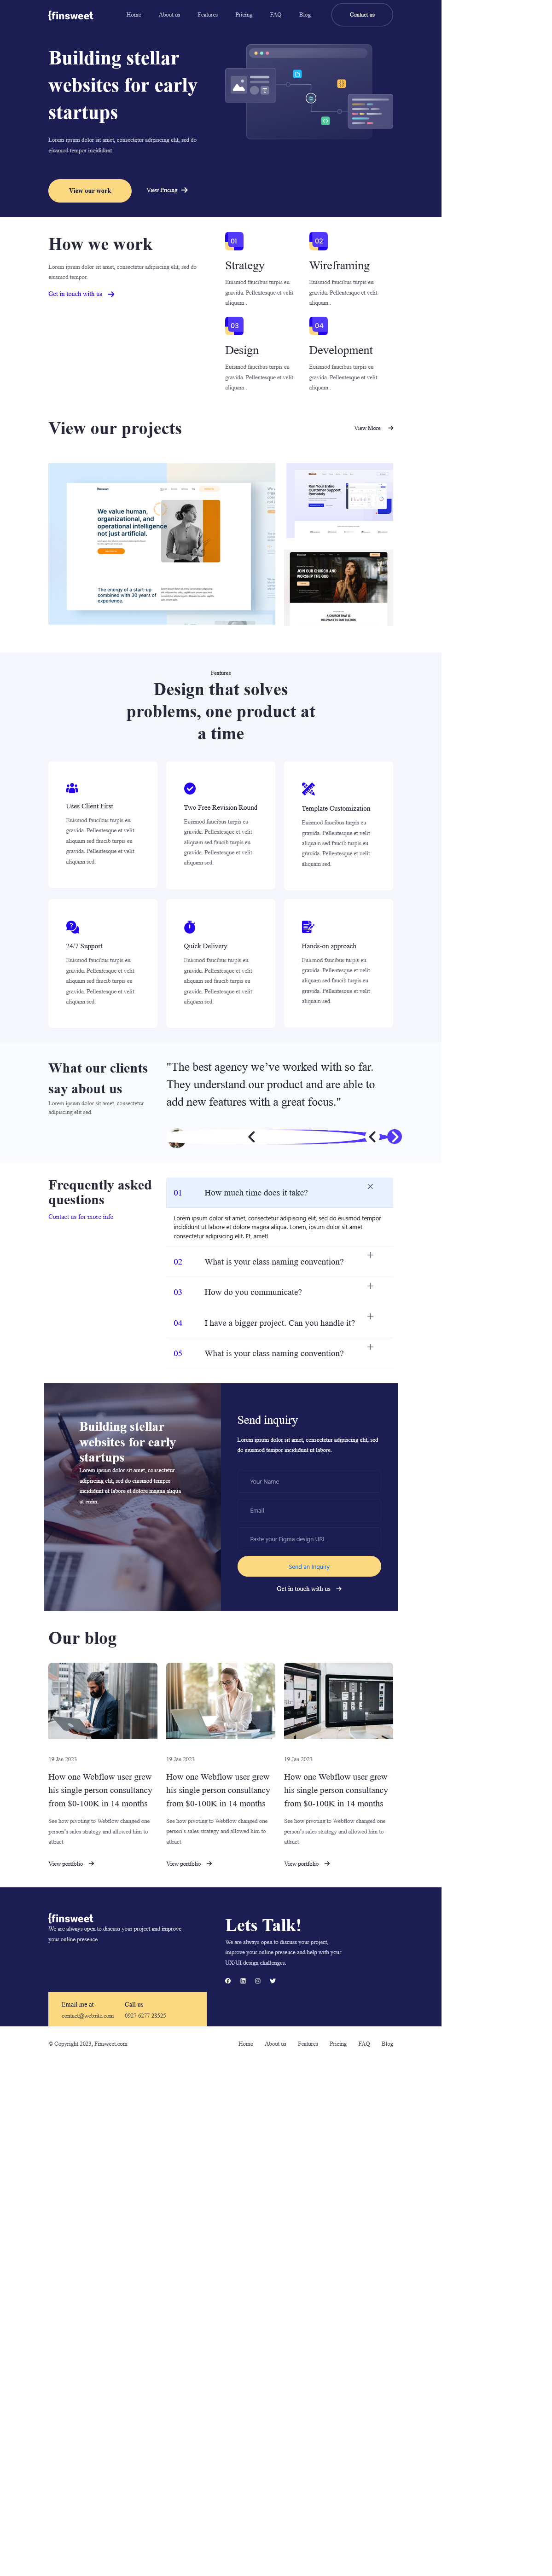 {finsweet
Home About us Features Pricing FAQ Blog Contact us
Building stellar
websites for early
startups
Lorem ipsum dolor sit amet, consectetur adipiscing elit, sed do
eiusmod tempor incididunt.
View our work View Pricing
How we work
Lorem ipsum dolor sit amet, consectetur adipiscing elit, sed do
eiusmod tempor.
Get in touch with us
01
Strategy
Euismod faucibus turpis eu
gravida. Pellentesque et velit
aliquam .
02
Wireframing
Euismod faucibus turpis eu
gravida. Pellentesque et velit
aliquam .
03
Design
Euismod faucibus turpis eu
gravida. Pellentesque et velit
aliquam .
04
Development
Euismod faucibus turpis eu
gravida. Pellentesque et velit
aliquam .
View our projects
View More
We value human,
organizational, and
operational intelligence
not just artificial.
The energy of a start-up
combined with 30 years of
experience.
Run Your Entire
Customer Support
Remotely
JOIN OUR CHURCH AND
WORSHIP THE GOD
A CHURCH THAT IS
RELEVANT TO OUR CULTURE
Features
Design that solves
problems, one product at
a time
Uses Client First
Euismod faucibus turpis eu
gravida. Pellentesque et velit
aliquam sed faucib turpis eu
gravida. Pellentesque et velit
aliquam sed.
Two Free Revision Round
Euismod faucibus turpis eu
gravida. Pellentesque et velit
aliquam sed faucib turpis eu
gravida. Pellentesque et velit
aliquam sed.
Template Customization
Euismod faucibus turpis eu
gravida. Pellentesque et velit
aliquam sed faucib turpis eu
gravida. Pellentesque et velit
aliquam sed.
24/7 Support
Euismod faucibus turpis eu
gravida. Pellentesque et velit
aliquam sed faucib turpis eu
gravida. Pellentesque et velit
aliquam sed.
Quick Delivery
Euismod faucibus turpis eu
gravida. Pellentesque et velit
aliquam sed faucib turpis eu
gravida. Pellentesque et velit
aliquam sed.
Hands-on approach
Euismod faucibus turpis eu
gravida. Pellentesque et velit
aliquam sed faucib turpis eu
gravida. Pellentesque et velit
aliquam sed.
What our clients
say about us
Lorem ipsum dolor sit amet, consectetur
adipiscing elit sed.
"The best agency we’ve worked with so far.
They understand our product and are able to
add new features with a great focus."
Frequently asked
questions
Contact us for more info
01 How much time does it take?
Lorem ipsum dolor sit amet, consectetur adipisicing elit, sed do eiusmod tempor
incididunt ut labore et dolore magna aliqua. Lorem, ipsum dolor sit amet
consectetur adipisicing elit. Et, amet!
02 What is your class naming convention?
03 How do you communicate?
04 I have a bigger project. Can you handle it?
05 What is your class naming convention?
Building stellar
websites for early
startups
Lorem ipsum dolor sit amet, consectetur
adipiscing elit, sed do eiusmod tempor
incididunt ut labore et dolore magna aliqua
ut enim.
Send inquiry
Lorem ipsum dolor sit amet, consectetur adipiscing elit, sed
do eiusmod tempor incididunt ut labore.
Your Name
Email
Paste your Figma design URL
Send an Inquiry
Get in touch with us
Our blog
19 Jan 2023
How one Webflow user grew
his single person consultancy
from $0-100K in 14 months
See how pivoting to Webflow changed one
person’s sales strategy and allowed him to
attract
View portfolio
19 Jan 2023
How one Webflow user grew
his single person consultancy
from $0-100K in 14 months
See how pivoting to Webflow changed one
person’s sales strategy and allowed him to
attract
View portfolio
19 Jan 2023
How one Webflow user grew
his single person consultancy
from $0-100K in 14 months
See how pivoting to Webflow changed one
person’s sales strategy and allowed him to
attract
View portfolio
{finsweet
We are always open to discuss your project and improve
your online presence.
Email me at
contact@website.com
Call us
0927 6277 28525
Lets Talk!
We are always open to discuss your project,
improve your online presence and help with your
UX/UI design challenges.
© Copyright 2023, Finsweet.com
Home About us Features Pricing FAQ Blog